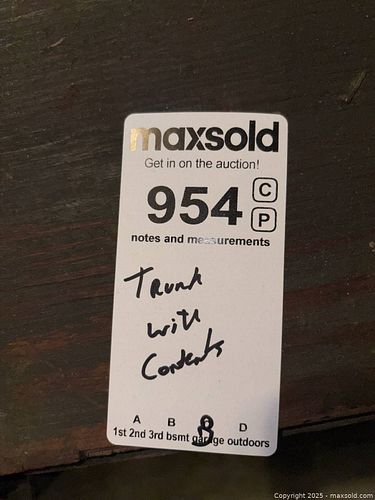 maxsold
Get in on the auction!
954 C
P
notes and measurements
Trunk
with
Contents
A B B D
1st 2nd 3rd bsmt garage outdoors
Copyright 2025 - maxsold.com